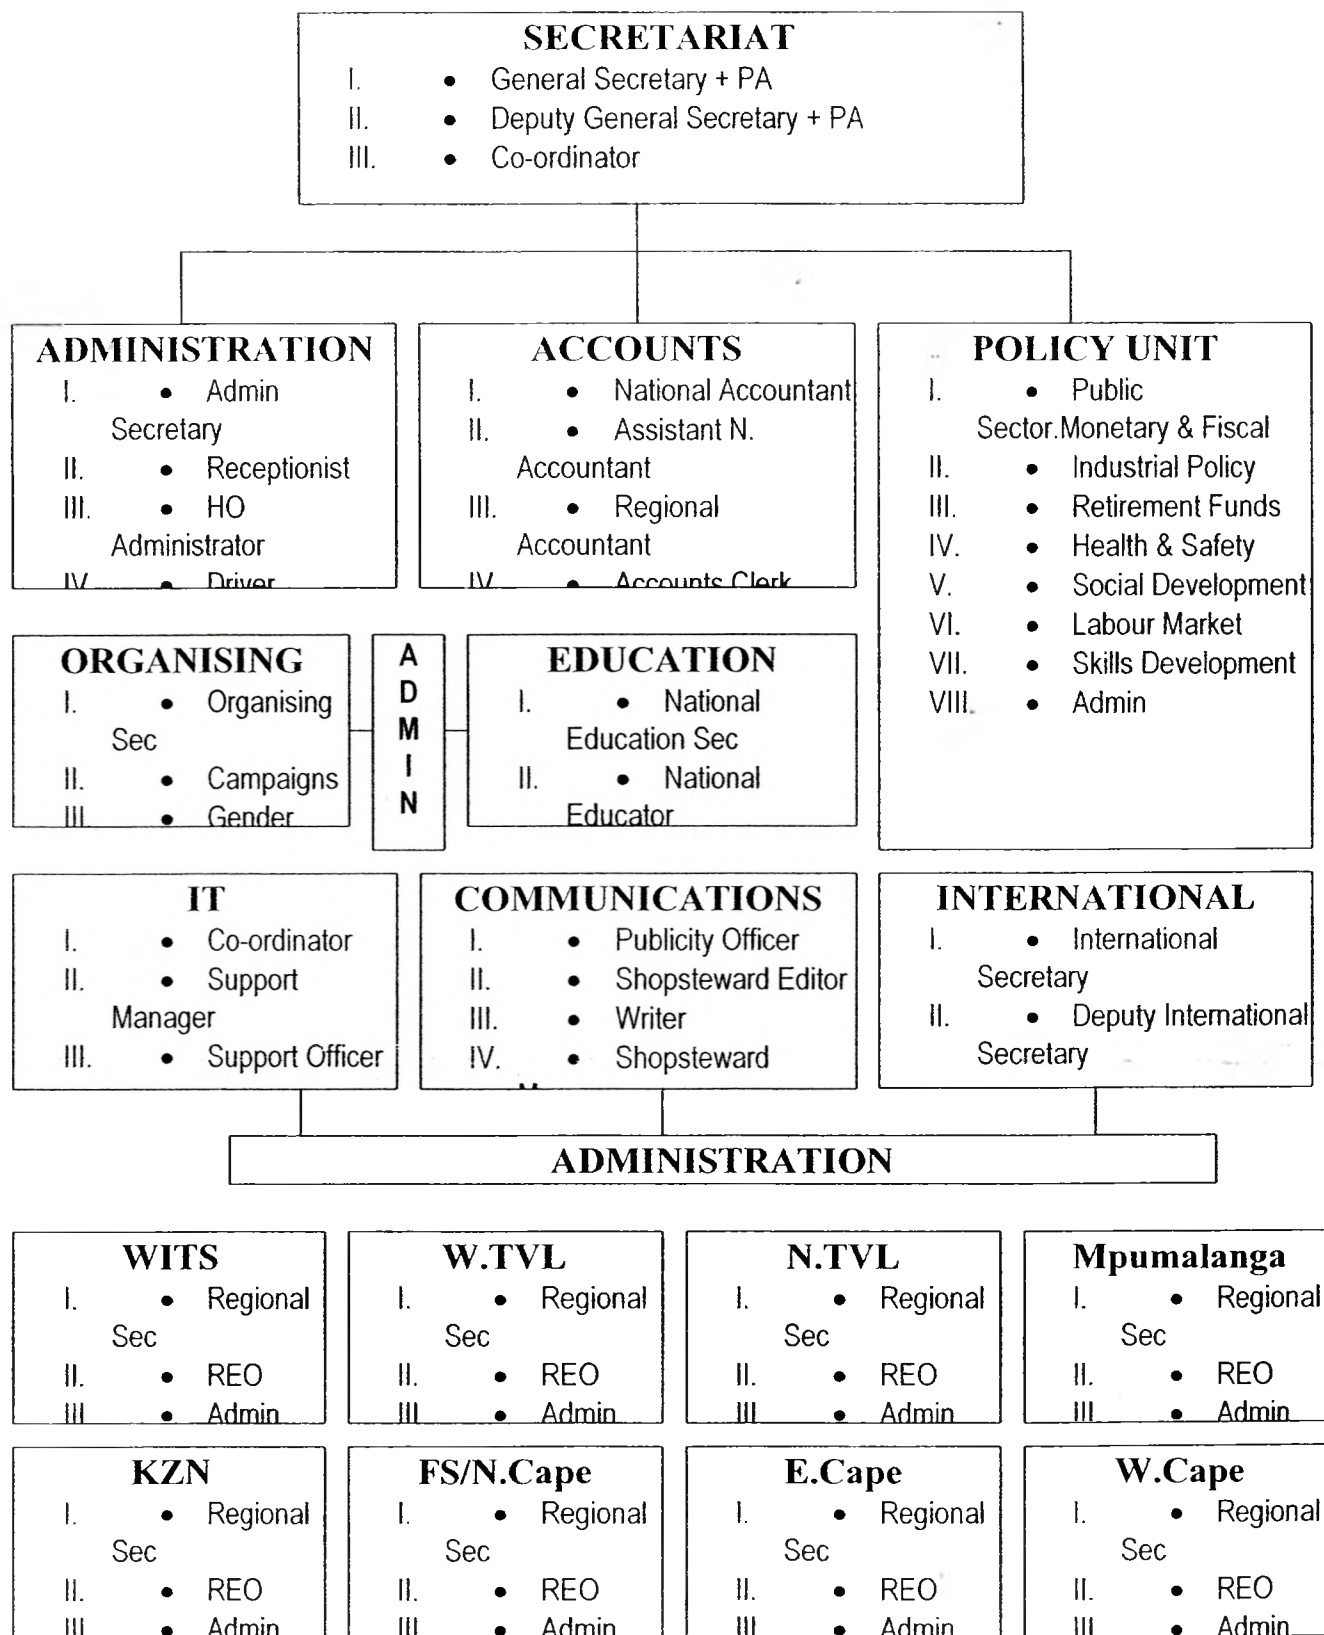 SECRETARIAT
I. • General Secretary + PA
II. • Deputy General Secretary + PA
III. • Co-ordinator
ADMINISTRATION
I. • Admin
Secretary
II. • Receptionist
III. • HO
Administrator
IV. • Driver
ACCOUNTS
I. • National Accountant
II. • Assistant N.
Accountant
III. • Regional
Accountant
IV. • Accounts Clerk
POLICY UNIT
I. • Public
Sector.Monetary & Fiscal
II. • Industrial Policy
III. • Retirement Funds
IV. • Health & Safety
V. • Social Development
VI. • Labour Market
VII. • Skills Development
VIII. • Admin
ORGANISING
I. • Organising
Sec
II. • Campaigns
III. • Gender
A
D
M
I
N
EDUCATION
I. • National
Education Sec
II. • National
Educator
IT
I. • Co-ordinator
II. • Support
Manager
III. • Support Officer
COMMUNICATIONS
I. • Publicity Officer
II. • Shopsteward Editor
III. • Writer
IV. • Shopsteward
INTERNATIONAL
I. • International
Secretary
II. • Deputy International
Secretary
ADMINISTRATION
WITS
I. • Regional
Sec
II. • REO
III • Admin
W.TVL
I. • Regional
Sec
II. • REO
III • Admin
N.TVL
I. • Regional
Sec
II. • REO
III • Admin
Mpumalanga
I. • Regional
Sec
II. • REO
III • Admin
KZN
I. • Regional
Sec
II. • REO
III • Admin
FS/N.Cape
I. • Regional
Sec
II. • REO
III • Admin
E.Cape
I. • Regional
Sec
II. • REO
III • Admin
W.Cape
I. • Regional
Sec
II. • REO
III • Admin